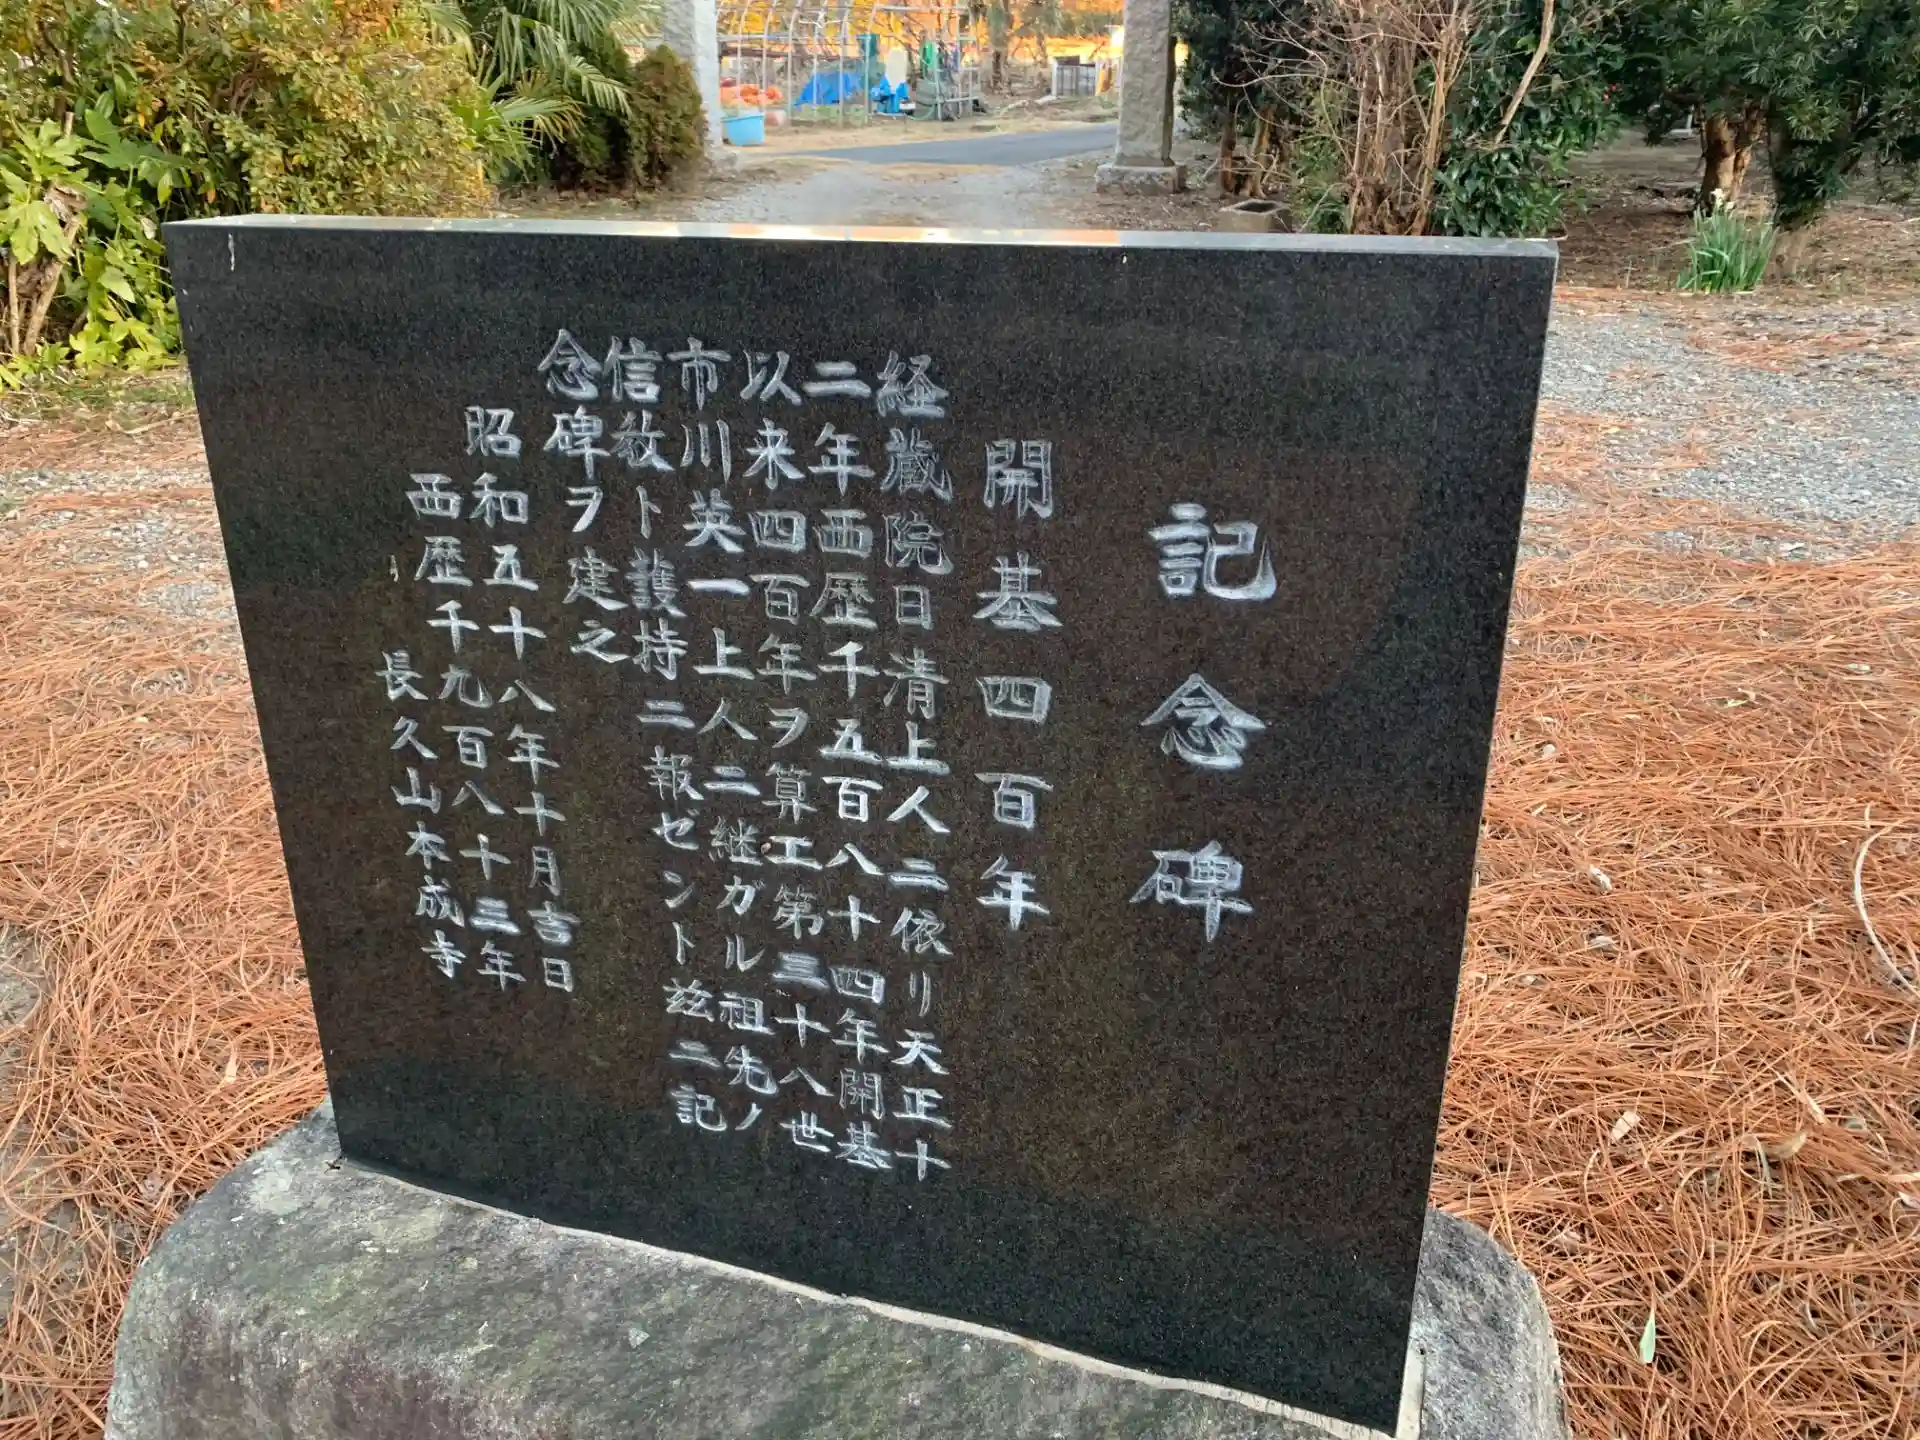 記念碑
開基四百年
経蔵院日清上人ニ依リ天正十
二年西歴千五百八十四年開基
以来四百年ヲ算エ第三十八世
市川英一上人ニ継ガル祖先ノ
信教ト護持ニ報ゼント玆ニ記
念碑ヲ建之
昭和五十八年十月吉日
西歴千九百八十三年
長久山本成寺